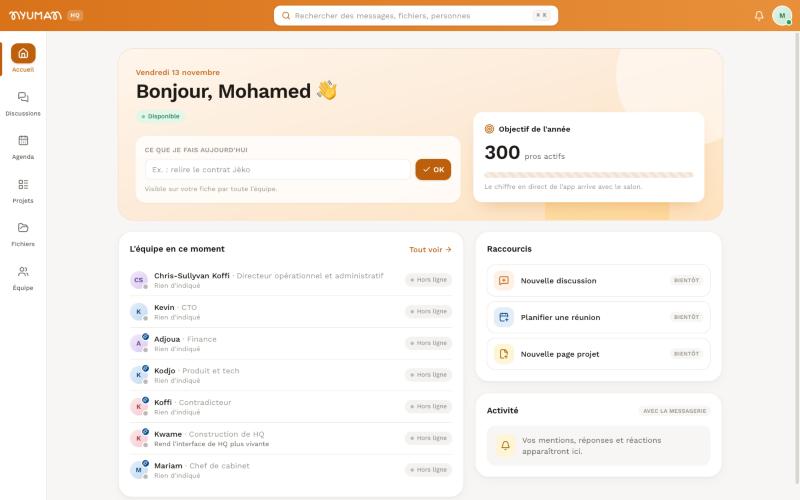 NYUMAN HQ
Rechercher des messages, fichiers, personnes
⌘ K
M
Accueil
Discussions
Agenda
Projets
Fichiers
Équipe
Vendredi 13 novembre
Bonjour, Mohamed 👋
Disponible
CE QUE JE FAIS AUJOURD'HUI
Ex. : relire le contrat Jèko
OK
Visible sur votre fiche par toute l'équipe.
Objectif de l'année
300 pros actifs
Le chiffre en direct de l'app arrive avec le salon.
L'équipe en ce moment
Tout voir →
CS
Chris-Sullyvan Koffi · Directeur opérationnel et administratif
Rien d'indiqué
Hors ligne
K
Kevin · CTO
Rien d'indiqué
Hors ligne
A
Adjoua · Finance
Rien d'indiqué
Hors ligne
K
Kodjo · Produit et tech
Rien d'indiqué
Hors ligne
K
Koffi · Contradicteur
Rien d'indiqué
Hors ligne
K
Kwame · Construction de HQ
Rend l'interface de HQ plus vivante
Hors ligne
M
Mariam · Chef de cabinet
Rien d'indiqué
Hors ligne
Raccourcis
Nouvelle discussion
BIENTÔT
Planifier une réunion
BIENTÔT
Nouvelle page projet
BIENTÔT
Activité
AVEC LA MESSAGERIE
Vos mentions, réponses et réactions
apparaîtront ici.